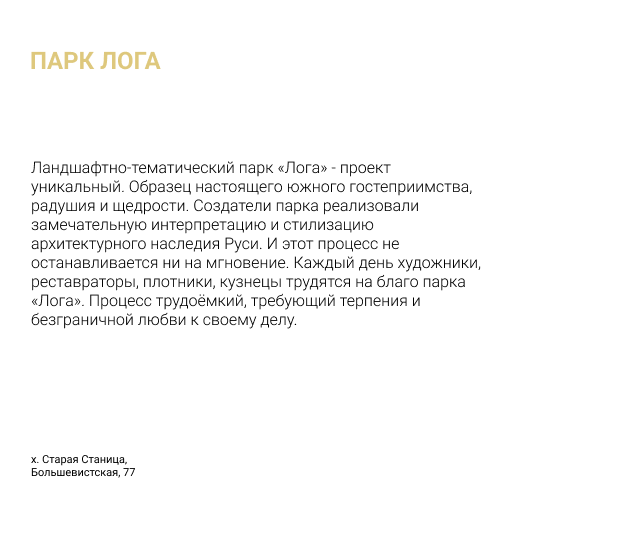 ПАРК ЛОГА
Ландшафтно-тематический парк «Лога» - проект
уникальный. Образец настоящего южного гостеприимства,
радушия и щедрости. Создатели парка реализовали
замечательную интерпретацию и стилизацию
архитектурного наследия Руси. И этот процесс не
останавливается ни на мгновение. Каждый день художники,
реставраторы, плотники, кузнецы трудятся на благо парка
«Лога». Процесс трудоёмкий, требующий терпения и
безграничной любви к своему делу.
х. Старая Станица,
Большевистская, 77